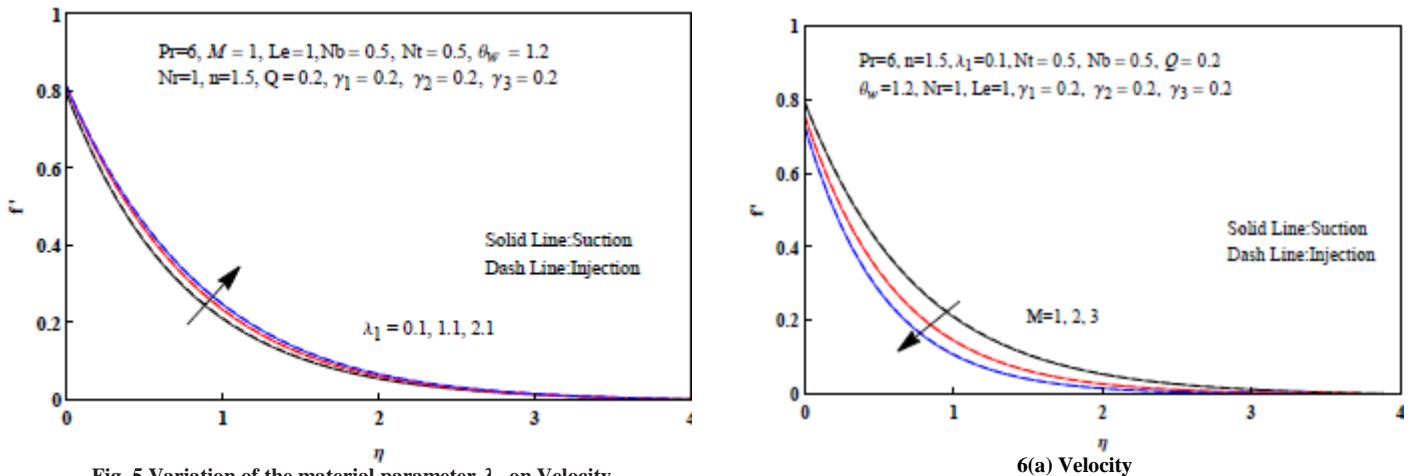 1
0.8
0.6
0.4
0.2
0
f'
Pr=6, M = 1, Le=1, Nb = 0.5, Nt = 0.5, θw = 1.2
Nr=1, n=1.5, Q = 0.2, γ1 = 0.2, γ2 = 0.2, γ3 = 0.2
Solid Line:Suction
Dash Line:Injection
λ1 = 0.1, 1.1, 2.1
0 1 2 3 4
η
Fig. 5 Variation of the material parameter λ on Velocity
1
0.8
0.6
0.4
0.2
0
f'
Pr=6, n=1.5, λ1=0.1, Nt = 0.5, Nb = 0.5, Q = 0.2
θw=1.2, Nr=1, Le=1, γ1 = 0.2, γ2 = 0.2, γ3 = 0.2
Solid Line:Suction
Dash Line:Injection
M=1, 2, 3
0 1 2 3 4
η
6(a) Velocity